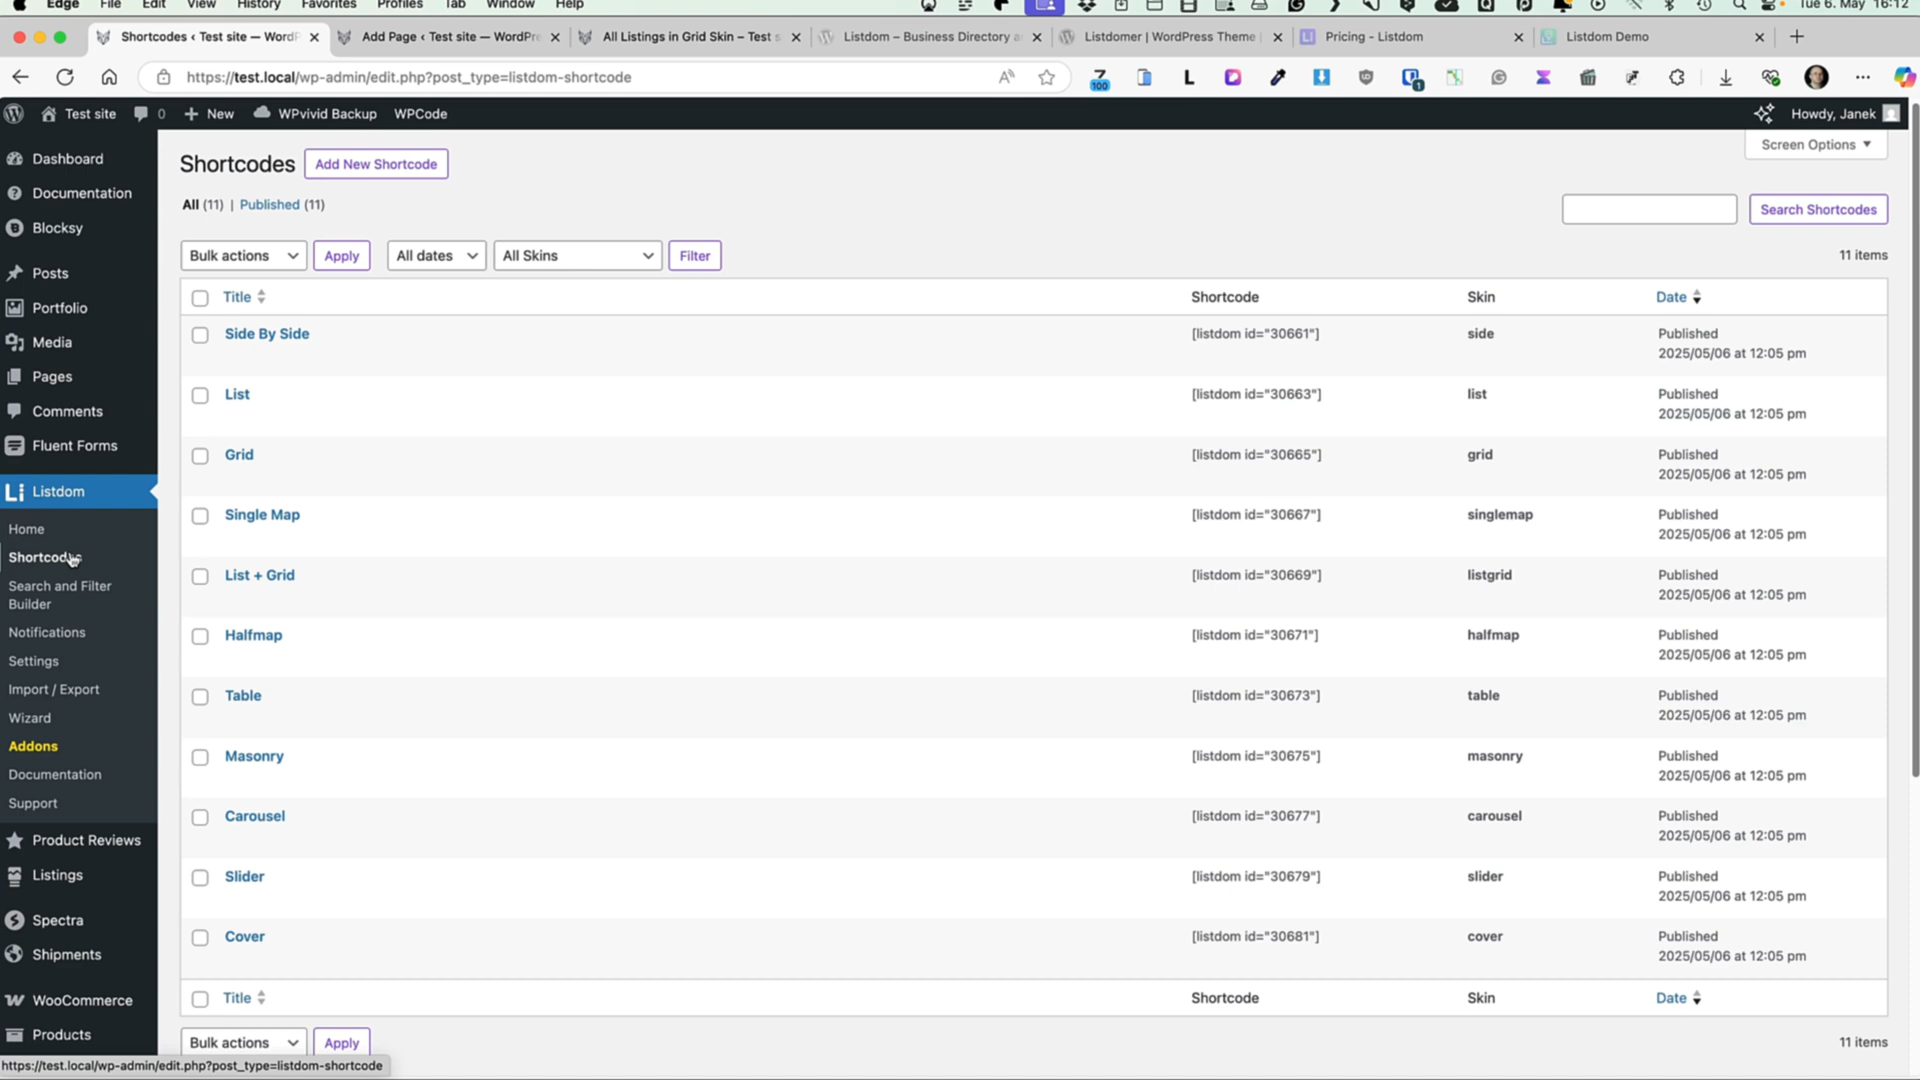 Edge File Edit View History Favorites Profiles Tab Window Help Tue 6. May 16:12
Shortcodes ‹ Test site — WordP Add Page ‹ Test site — WordPre All Listings in Grid Skin – Test s Listdom – Business Directory a Listdomer | WordPress Theme Pricing - Listdom Listdom Demo
https://test.local/wp-admin/edit.php?post_type=listdom-shortcode
Test site 0 New WPvivid Backup WPCode Howdy, Janek
Screen Options
Shortcodes Add New Shortcode
All (11) | Published (11)
Search Shortcodes
Bulk actions Apply All dates All Skins Filter 11 items
Title Shortcode Skin Date
Side By Side [listdom id="30661"] side Published
2025/05/06 at 12:05 pm
List [listdom id="30663"] list Published
2025/05/06 at 12:05 pm
Grid [listdom id="30665"] grid Published
2025/05/06 at 12:05 pm
Single Map [listdom id="30667"] singlemap Published
2025/05/06 at 12:05 pm
List + Grid [listdom id="30669"] listgrid Published
2025/05/06 at 12:05 pm
Halfmap [listdom id="30671"] halfmap Published
2025/05/06 at 12:05 pm
Table [listdom id="30673"] table Published
2025/05/06 at 12:05 pm
Masonry [listdom id="30675"] masonry Published
2025/05/06 at 12:05 pm
Carousel [listdom id="30677"] carousel Published
2025/05/06 at 12:05 pm
Slider [listdom id="30679"] slider Published
2025/05/06 at 12:05 pm
Cover [listdom id="30681"] cover Published
2025/05/06 at 12:05 pm
Title Shortcode Skin Date
Bulk actions Apply 11 items
Dashboard
Documentation
Blocksy
Posts
Portfolio
Media
Pages
Comments
Fluent Forms
Listdom
Home
Shortcodes
Search and Filter
Builder
Notifications
Settings
Import / Export
Wizard
Addons
Documentation
Support
Product Reviews
Listings
Spectra
Shipments
WooCommerce
Products
https://test.local/wp-admin/edit.php?post_type=listdom-shortcode